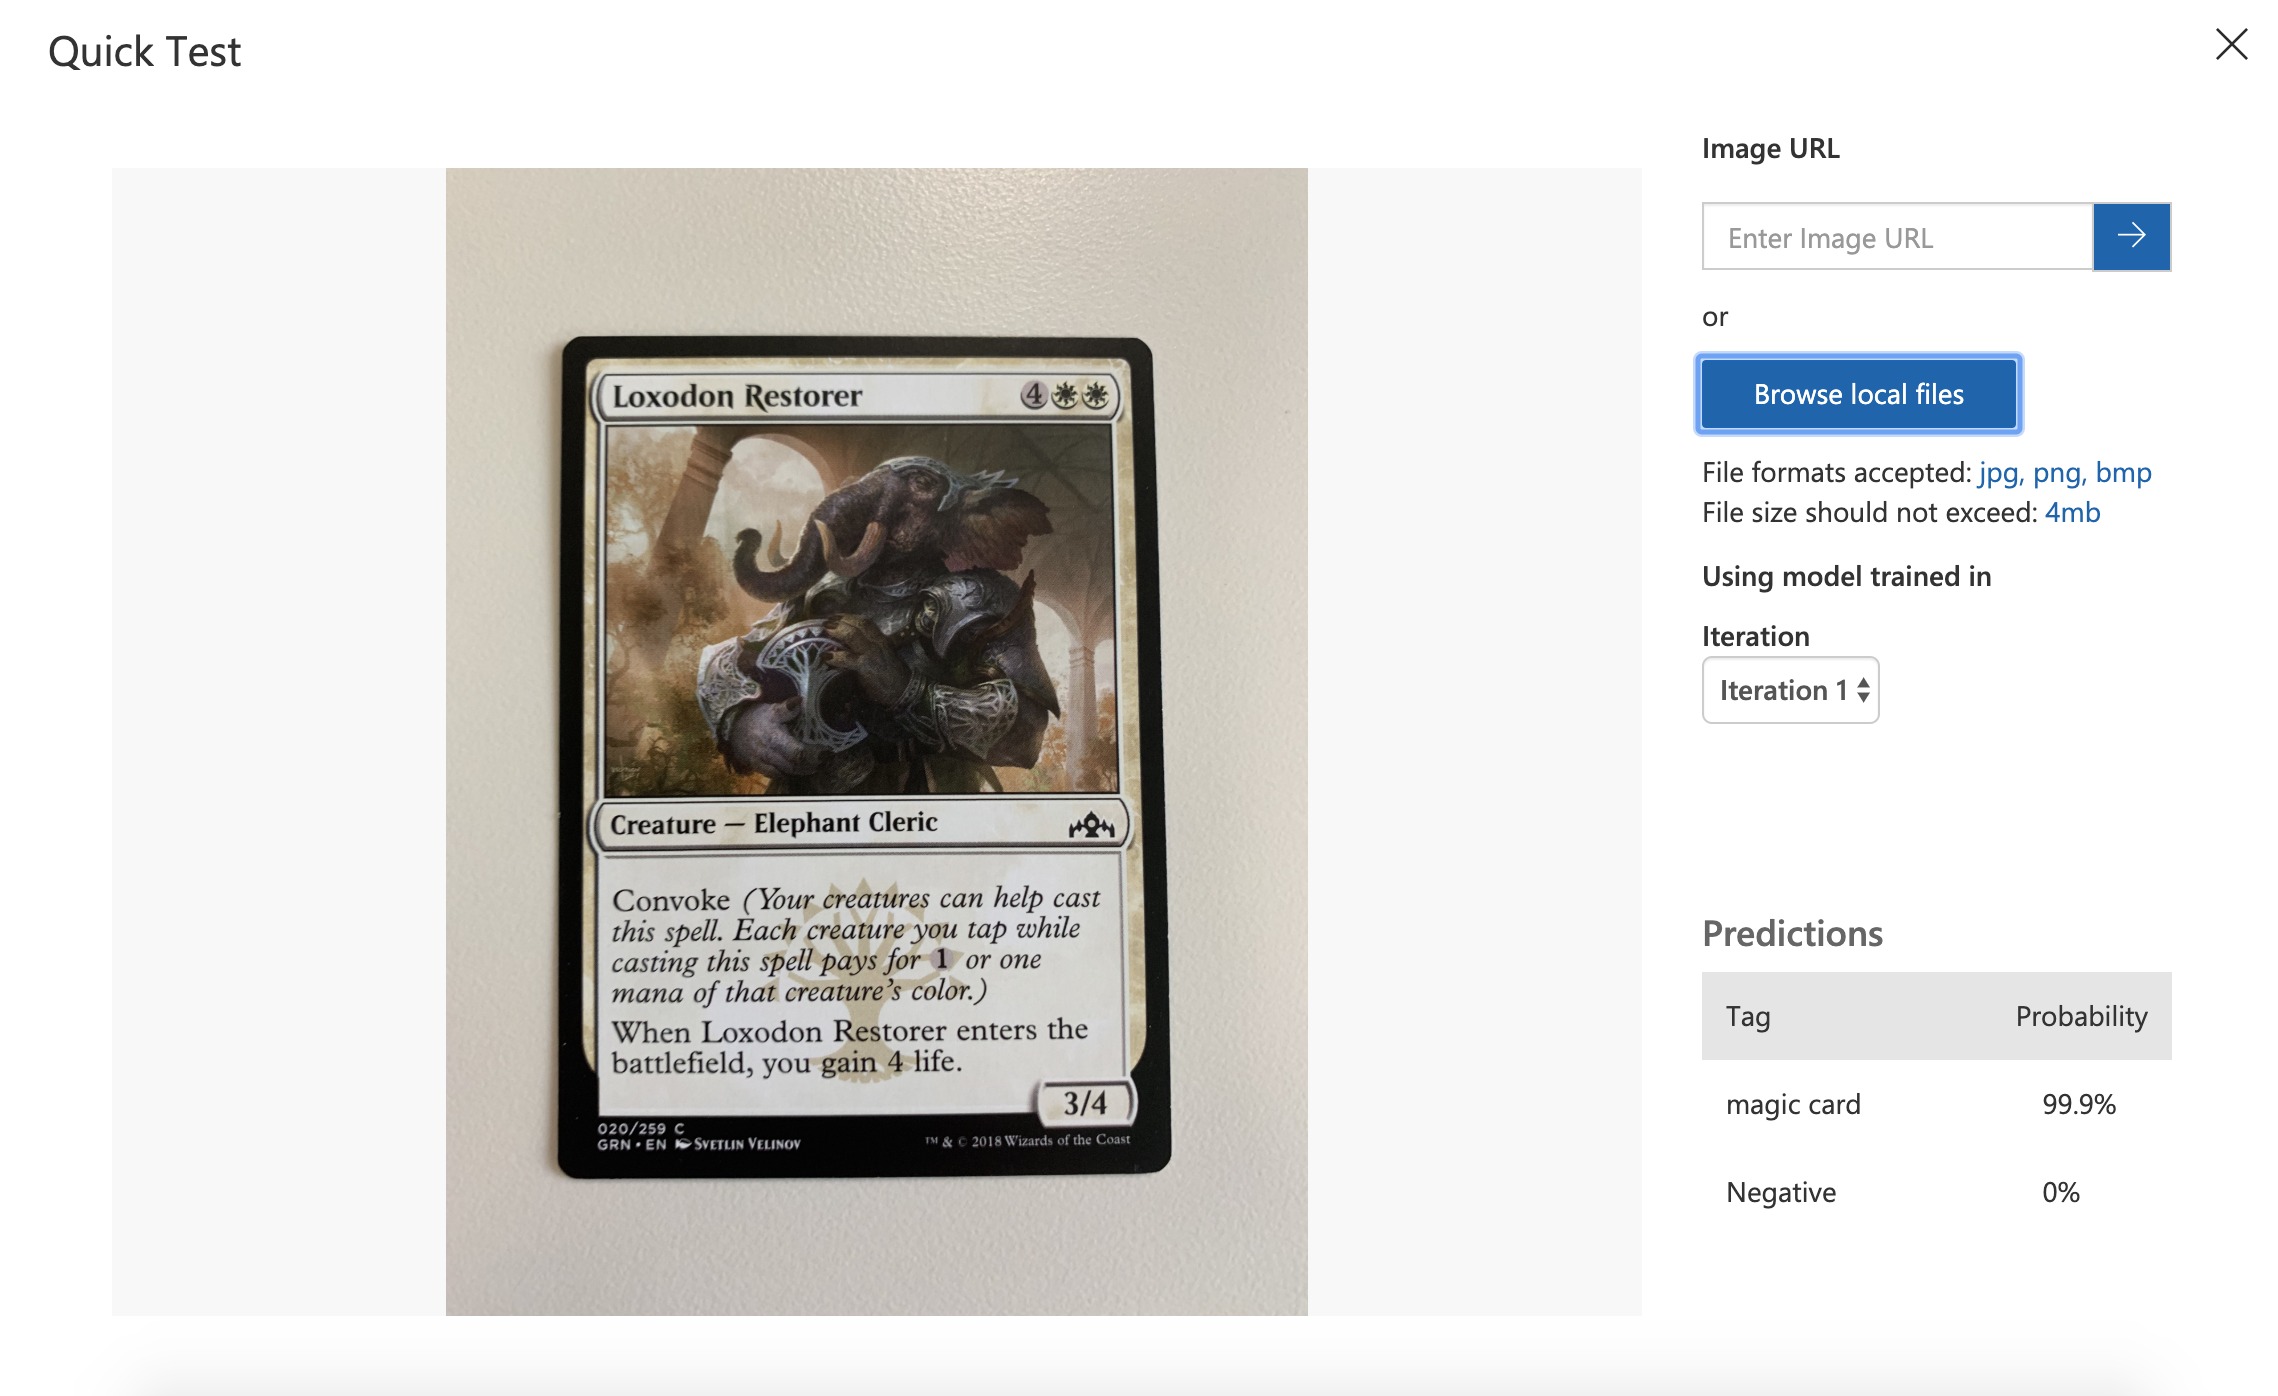 Quick Test
Image URL
Enter Image URL
or
Browse local files
File formats accepted: jpg, png, bmp
File size should not exceed: 4mb
Using model trained in
Iteration
Iteration 1
Predictions
Tag Probability
magic card 99.9%
Negative 0%
Loxodon Restorer 4
Creature — Elephant Cleric
Convoke (Your creatures can help cast
this spell. Each creature you tap while
casting this spell pays for 1 or one
mana of that creature's color.)
When Loxodon Restorer enters the
battlefield, you gain 4 life.
3/4
020/259 C
GRN • EN SVETLIN VELINOV
™ & © 2018 Wizards of the Coast